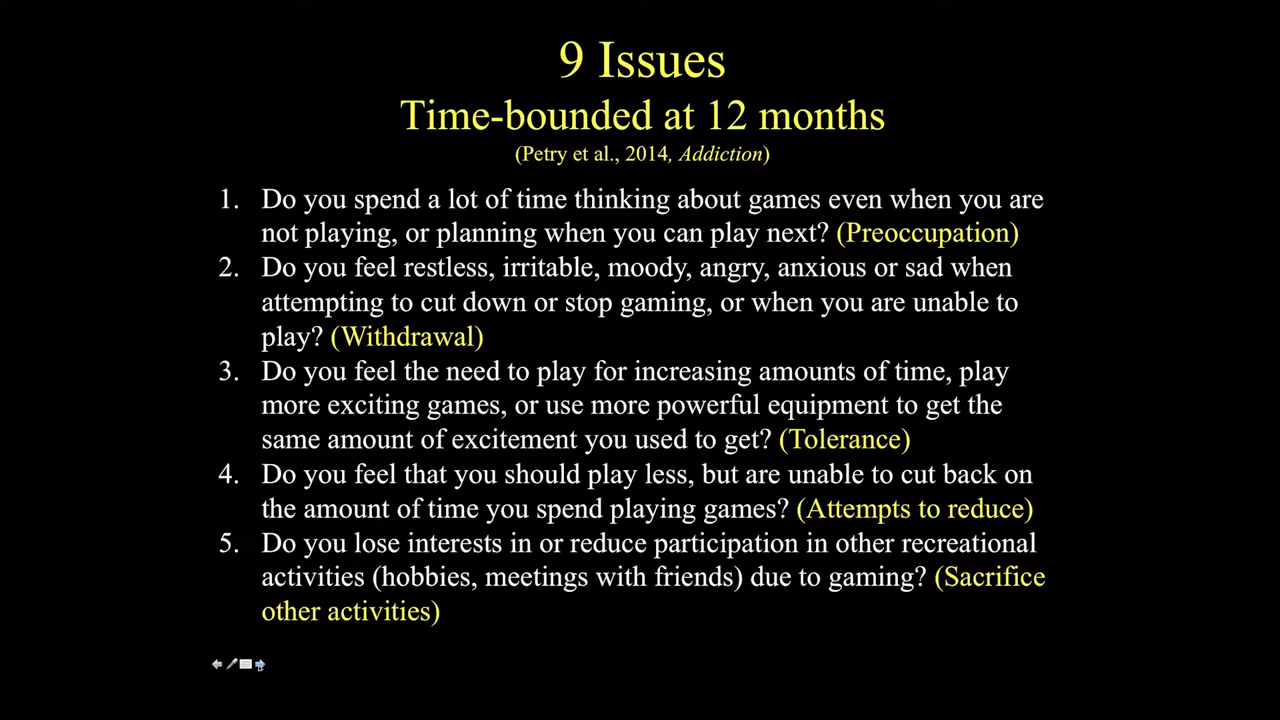 9 Issues
Time-bounded at 12 months
(Petry et al., 2014, Addiction)
1. Do you spend a lot of time thinking about games even when you are
not playing, or planning when you can play next? (Preoccupation)
2. Do you feel restless, irritable, moody, angry, anxious or sad when
attempting to cut down or stop gaming, or when you are unable to
play? (Withdrawal)
3. Do you feel the need to play for increasing amounts of time, play
more exciting games, or use more powerful equipment to get the
same amount of excitement you used to get? (Tolerance)
4. Do you feel that you should play less, but are unable to cut back on
the amount of time you spend playing games? (Attempts to reduce)
5. Do you lose interests in or reduce participation in other recreational
activities (hobbies, meetings with friends) due to gaming? (Sacrifice
other activities)